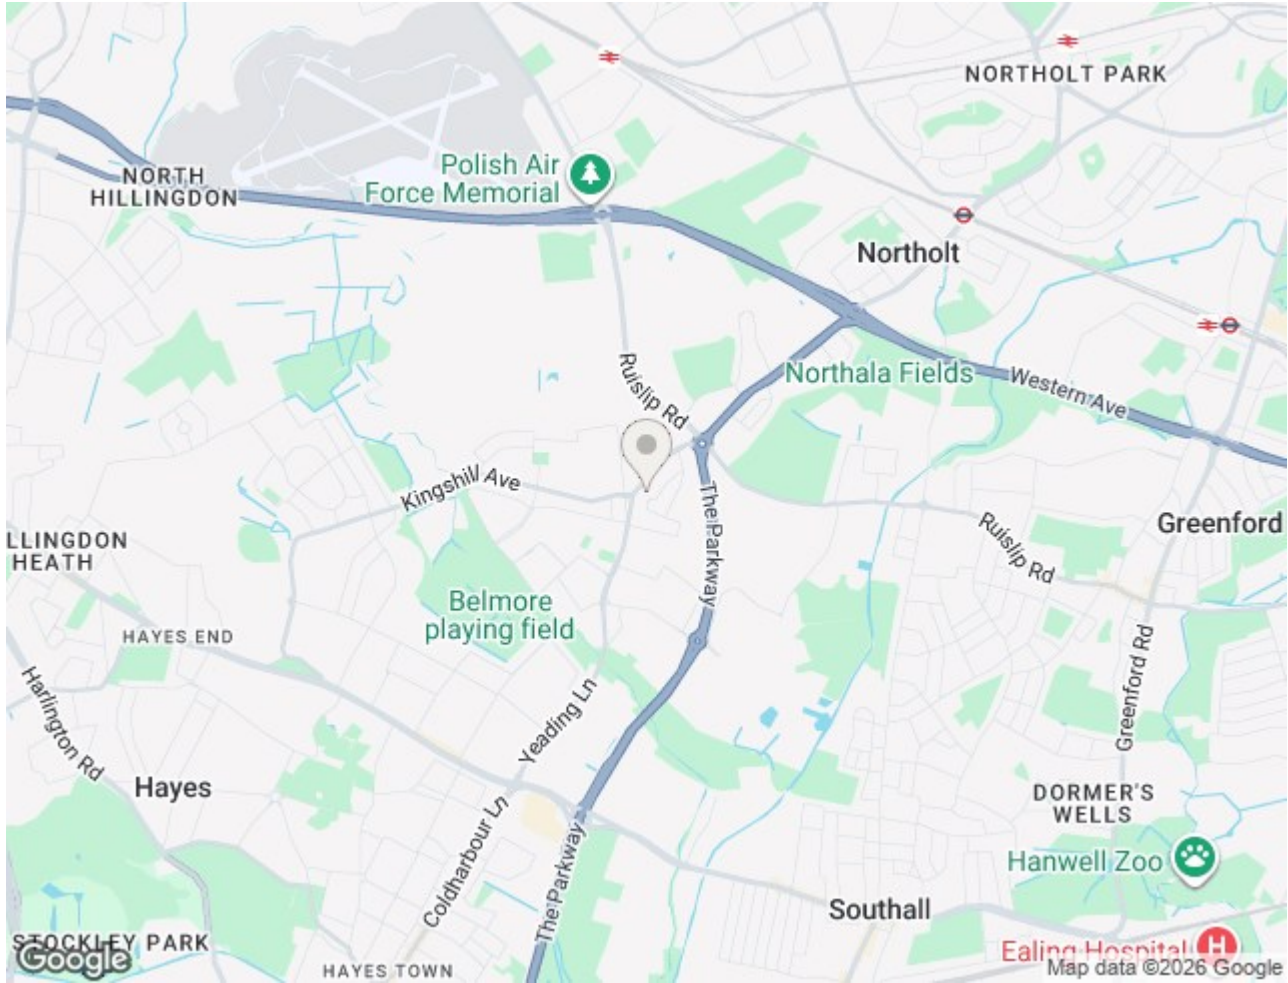 NORTHOLT PARK
Polish Air
Force Memorial
NORTH
HILLINGDON
Northolt
Ruislip Rd
Northala Fields
Western Ave
Kingshill Ave
The Parkway
Ruislip Rd
Greenford
LLINGDON
HEATH
Belmore
playing field
HAYES END
Harlington Rd
Yeading Ln
Greenford Rd
Hayes
Coldharbour Ln
The Parkway
DORMER'S
WELLS
Hanwell Zoo
Southall
STOCKLEY PARK
Ealing Hospital
H
Google
HAYES TOWN
Map data ©2026 Google